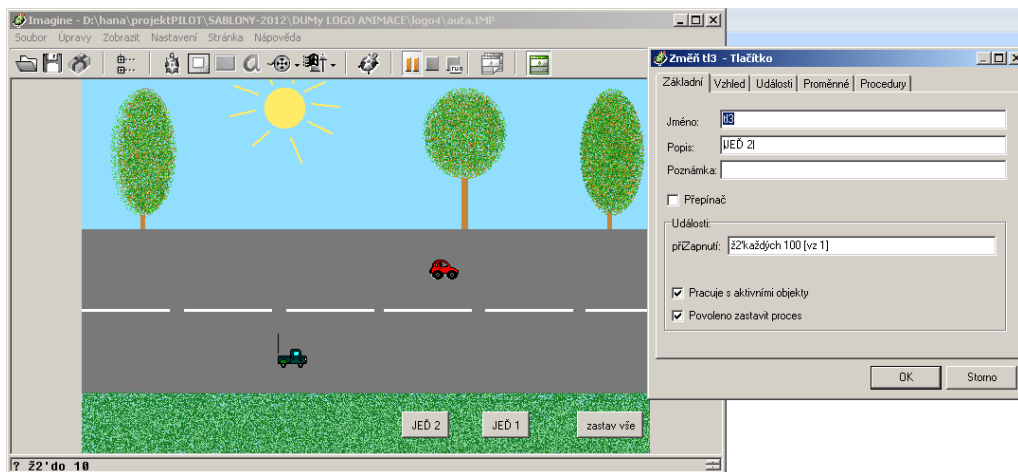 Imagine - D:\hana\projektPILOT\SABLONY-2012\DUMy LOGO ANIMACE\logo4\auta.IMP
Soubor Úpravy Zobrazit Nastavení Stránka Nápověda
JEĎ 2
JEĎ 1
zastav vše
? ž2'do 10
Změň tl3 - Tlačítko
Základní Vzhled Události Proměnné Procedury
Jméno: tl3
Popis: |JEĎ 2|
Poznámka:
Přepínač
Události:
přiZapnutí: ž2'každých 100 [vz 1]
Pracuje s aktivními objekty
Povoleno zastavit proces
OK Storno